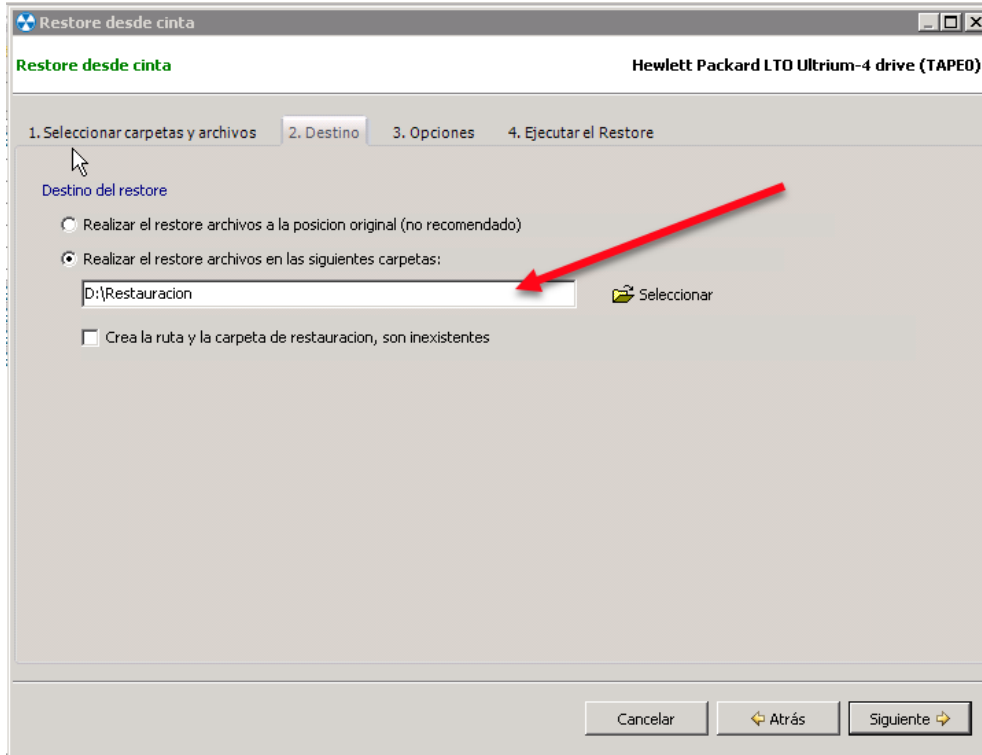 Restore desde cinta
Restore desde cinta Hewlett Packard LTO Ultrium-4 drive (TAPE0)
1. Seleccionar carpetas y archivos 2. Destino 3. Opciones 4. Ejecutar el Restore
Destino del restore
Realizar el restore archivos a la posicion original (no recomendado)
Realizar el restore archivos en las siguientes carpetas:
D:\Restauracion Seleccionar
Crea la ruta y la carpeta de restauracion, son inexistentes
Cancelar Atrás Siguiente